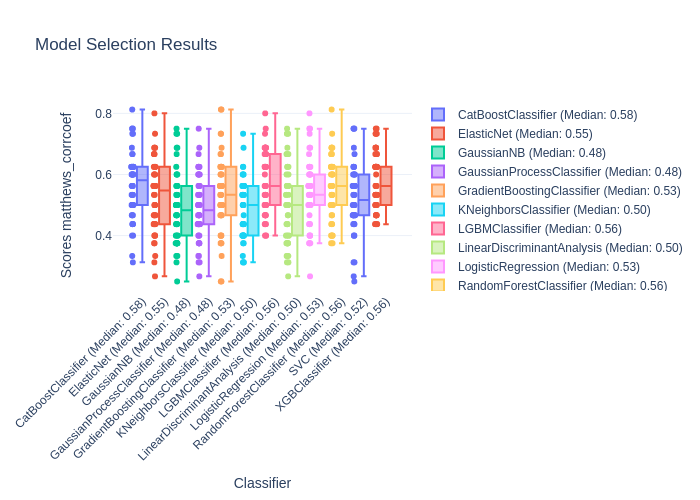 Model Selection Results
Scores matthews_corrcoef
0.8
0.6
0.4
CatBoostClassifier (Median: 0.58)
ElasticNet (Median: 0.55)
GaussianNB (Median: 0.48)
GaussianProcessClassifier (Median: 0.48)
GradientBoostingClassifier (Median: 0.53)
KNeighborsClassifier (Median: 0.50)
LGBMClassifier (Median: 0.56)
LinearDiscriminantAnalysis (Median: 0.50)
LogisticRegression (Median: 0.53)
RandomForestClassifier (Median: 0.56)
SVC (Median: 0.52)
XGBClassifier (Median: 0.56)
Classifier
CatBoostClassifier (Median: 0.58)
ElasticNet (Median: 0.55)
GaussianNB (Median: 0.48)
GaussianProcessClassifier (Median: 0.48)
GradientBoostingClassifier (Median: 0.53)
KNeighborsClassifier (Median: 0.50)
LGBMClassifier (Median: 0.56)
LinearDiscriminantAnalysis (Median: 0.50)
LogisticRegression (Median: 0.53)
RandomForestClassifier (Median: 0.56)